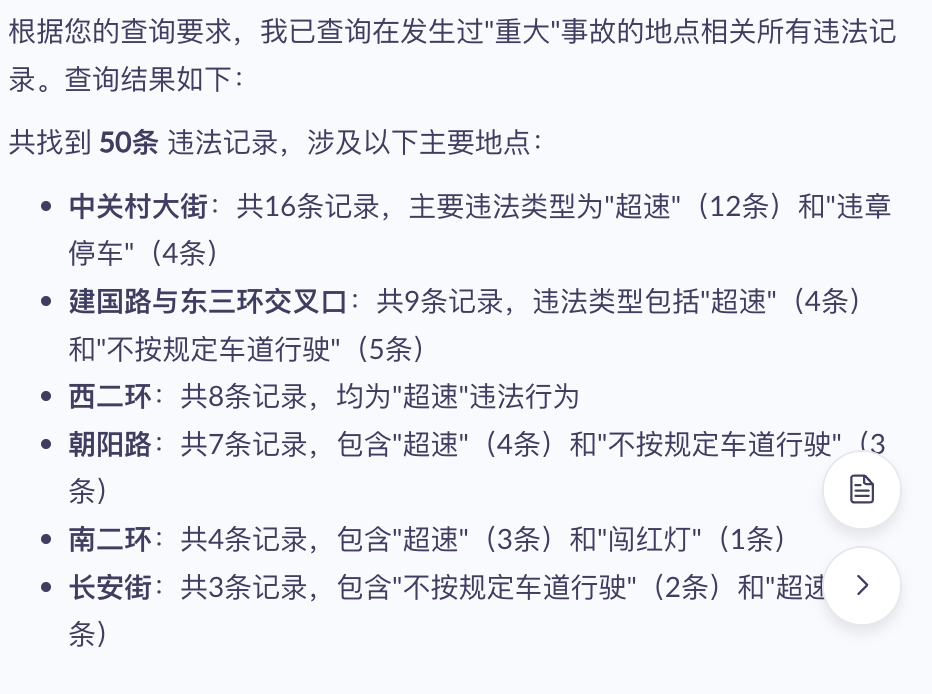 根据您的查询要求，我已查询在发生过"重大"事故的地点相关所有违法记
录。查询结果如下：
共找到 50条 违法记录，涉及以下主要地点：
• 中关村大街：共16条记录，主要违法类型为"超速"（12条）和"违章
停车"（4条）
• 建国路与东三环交叉口：共9条记录，违法类型包括"超速"（4条）
和"不按规定车道行驶"（5条）
• 西二环：共8条记录，均为"超速"违法行为
• 朝阳路：共7条记录，包含"超速"（4条）和"不按规定车道行驶"（3
条）
• 南二环：共4条记录，包含"超速"（3条）和"闯红灯"（1条）
• 长安街：共3条记录，包含"不按规定车道行驶"（2条）和"超速
条）